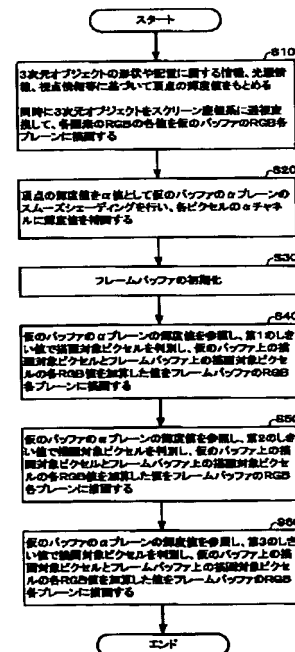 スタート
S10
3次元オブジェクトの形状や配置に関する情報、光源情
報、視点情報等に基づいて頂点の輝度値をもとめる
同時に3次元オブジェクトをスクリーン座標系に透視変
換して、各画素のRGBの色値を仮のバッファのRGB各
プレーンに描画する
S20
頂点の輝度値をα値として仮のバッファのαプレーンの
スムーズシェーディングを行い、各ピクセルのαチャネ
ルに輝度値を補間する
S30
フレームバッファの初期化
S40
仮のバッファのαプレーンの輝度値を参照し、第1のしき
い値で描画対象ピクセルを判別し、仮のバッファ上の描
画対象ピクセルとフレームバッファ上の描画対象ピクセ
ルの各RGB値を加算した値をフレームバッファのRGB
各プレーンに描画する
S50
仮のバッファのαプレーンの輝度値を参照し、第2のしき
い値で描画対象ピクセルを判別し、仮のバッファ上の描
画対象ピクセルとフレームバッファ上の描画対象ピクセ
ルの各RGB値を加算した値をフレームバッファのRGB
各プレーンに描画する
S60
仮のバッファのαプレーンの輝度値を参照し、第3のしき
い値で描画対象ピクセルを判別し、仮のバッファ上の描
画対象ピクセルとフレームバッファ上の描画対象ピクセ
ルの各RGB値を加算した値をフレームバッファのRGB
各プレーンに描画する
エンド